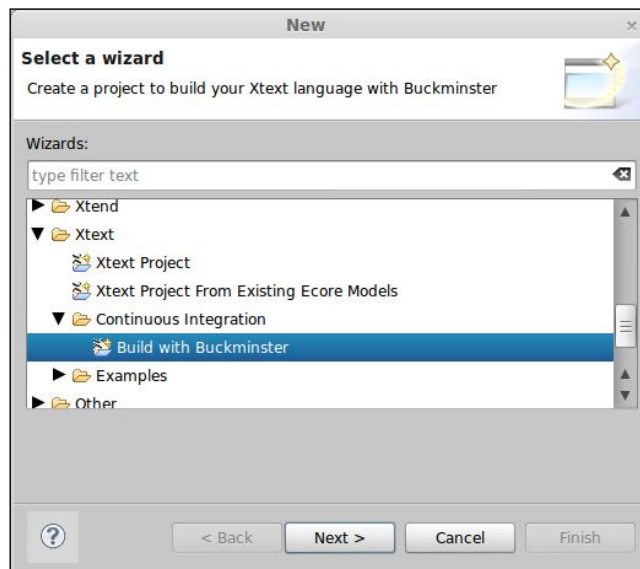 New
Select a wizard
Create a project to build your Xtext language with Buckminster
Wizards:
type filter text
Xtend
Xtext
Xtext Project
Xtext Project From Existing Ecore Models
Continuous Integration
Build with Buckminster
Examples
Other
? < Back Next > Cancel Finish